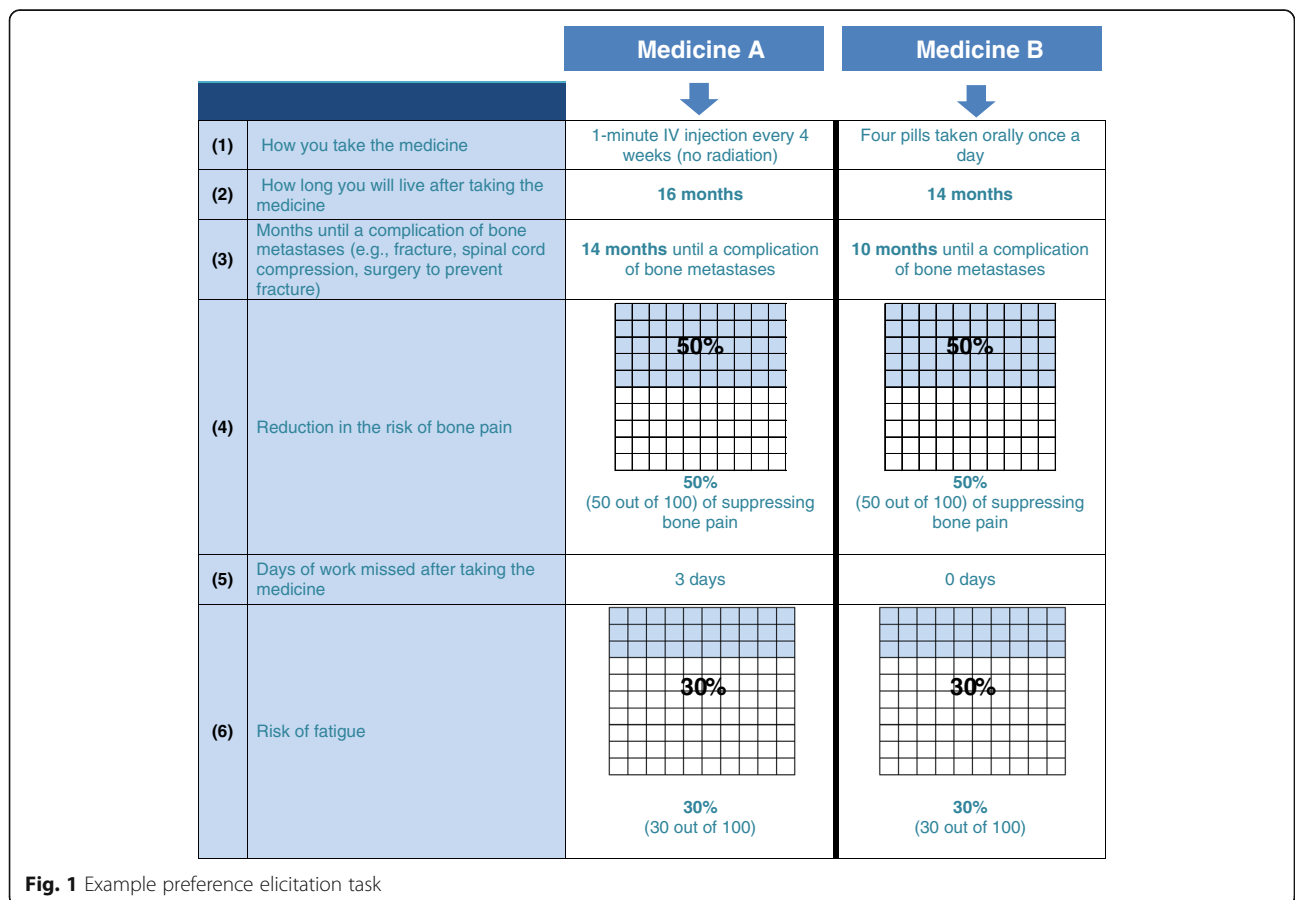 Medicine A
Medicine B
(1)
How you take the medicine
1-minute IV injection every 4
weeks (no radiation)
Four pills taken orally once a
day
(2)
How long you will live after taking the
medicine
16 months
14 months
(3)
Months until a complication of bone
metastases (e.g., fracture, spinal cord
compression, surgery to prevent
fracture)
14 months until a complication
of bone metastases
10 months until a complication
of bone metastases
(4)
Reduction in the risk of bone pain
50%
50%
(50 out of 100) of suppressing
bone pain
50%
50%
(50 out of 100) of suppressing
bone pain
(5)
Days of work missed after taking the
medicine
3 days
0 days
(6)
Risk of fatigue
30%
30%
(30 out of 100)
30%
30%
(30 out of 100)
Fig. 1 Example preference elicitation task